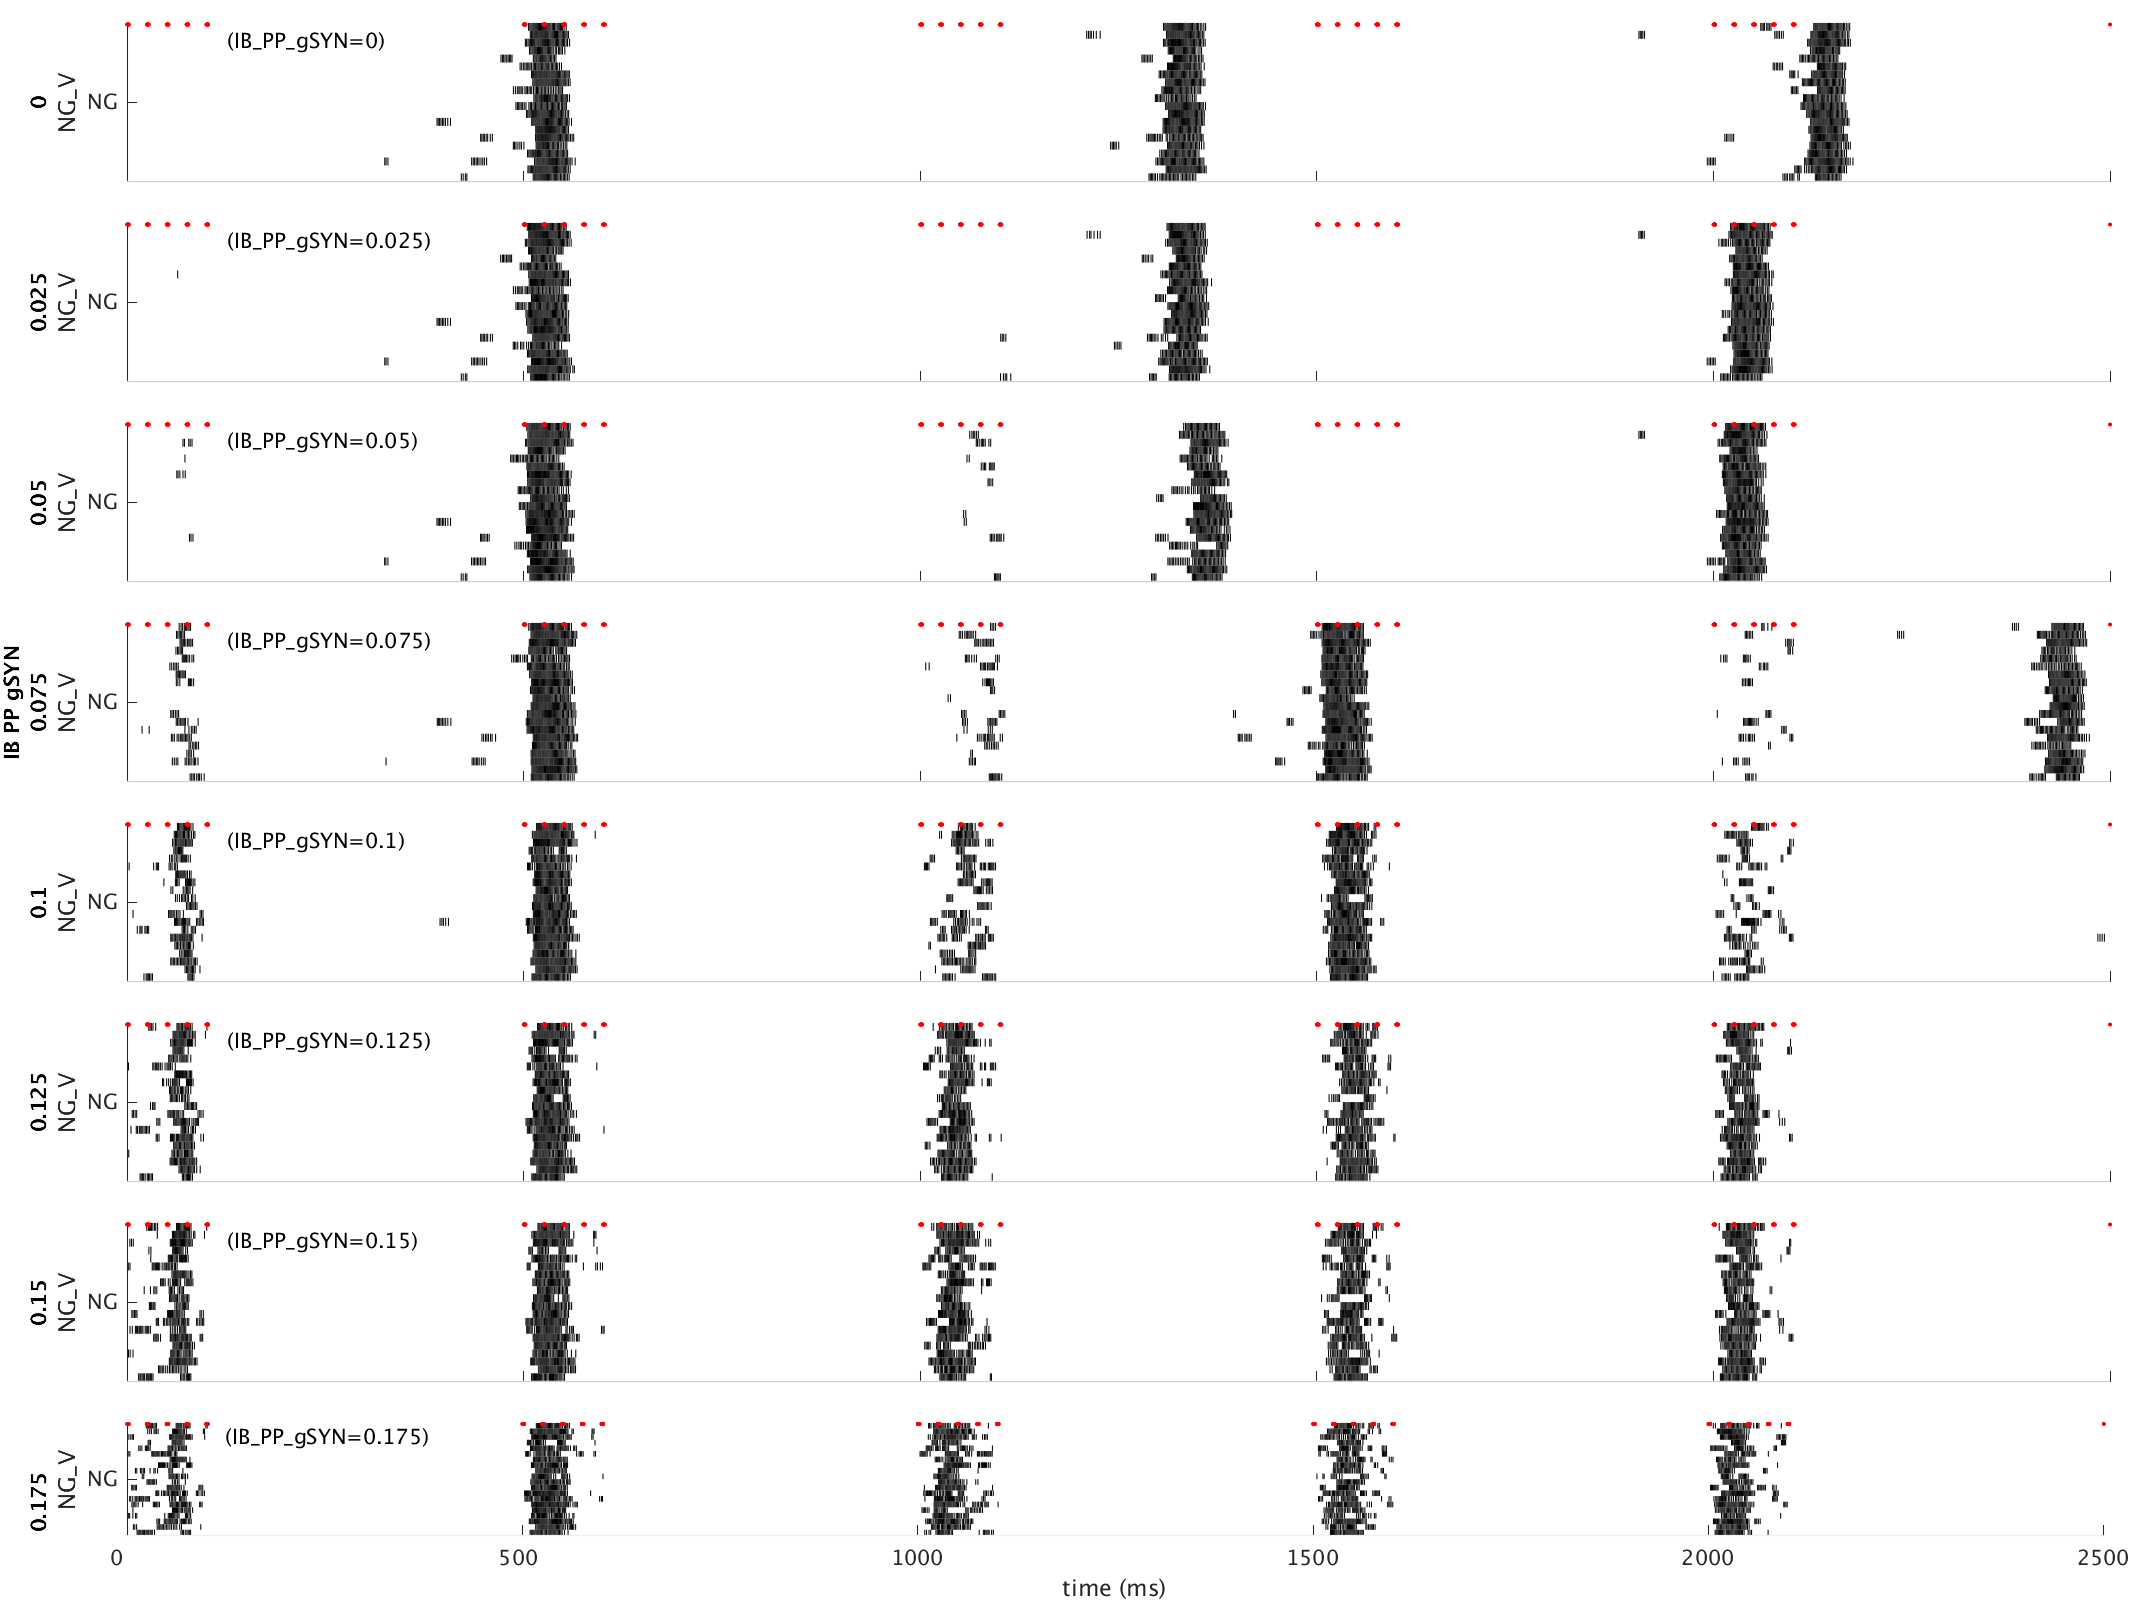 IB PP gSYN
0
NG_V
NG
(IB_PP_gSYN=0)
0.025
NG_V
NG
(IB_PP_gSYN=0.025)
0.05
NG_V
NG
(IB_PP_gSYN=0.05)
0.075
NG_V
NG
(IB_PP_gSYN=0.075)
0.1
NG_V
NG
(IB_PP_gSYN=0.1)
0.125
NG_V
NG
(IB_PP_gSYN=0.125)
0.15
NG_V
NG
(IB_PP_gSYN=0.15)
0.175
NG_V
NG
(IB_PP_gSYN=0.175)
0 500 1000 1500 2000 2500
time (ms)